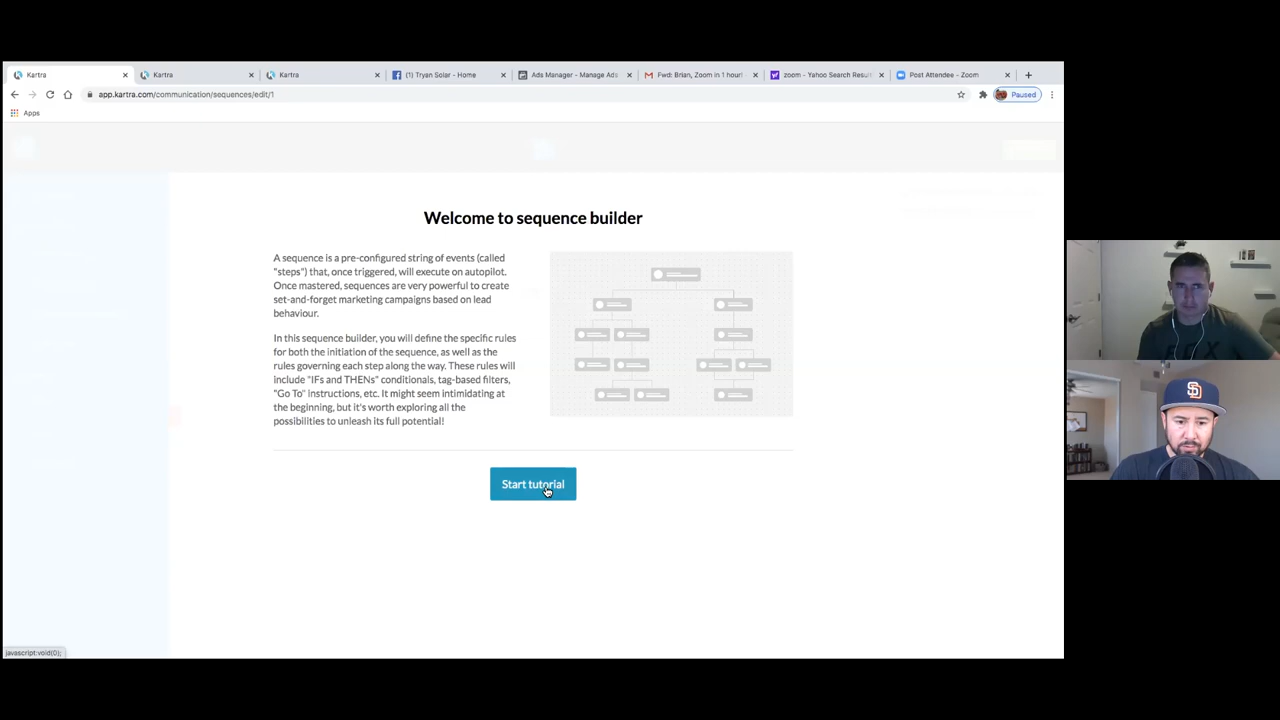 Kartra
Kartra
Kartra
(1) Tryan Solar - Home
Ads Manager - Manage Ads
Fwd: Brian, Zoom in 1 hour!
zoom - Yahoo Search Result
Post Attendee - Zoom
app.kartra.com/communication/sequences/edit/1
Paused
Apps
Welcome to sequence builder
A sequence is a pre-configured string of events (called
"steps") that, once triggered, will execute on autopilot.
Once mastered, sequences are very powerful to create
set-and-forget marketing campaigns based on lead
behaviour.
In this sequence builder, you will define the specific rules
for both the initiation of the sequence, as well as the
rules governing each step along the way. These rules will
include "IFs and THENs" conditionals, tag-based filters,
"Go To" instructions, etc. It might seem intimidating at
the beginning, but it's worth exploring all the
possibilities to unleash its full potential!
Start tutorial
javascript:void(0);